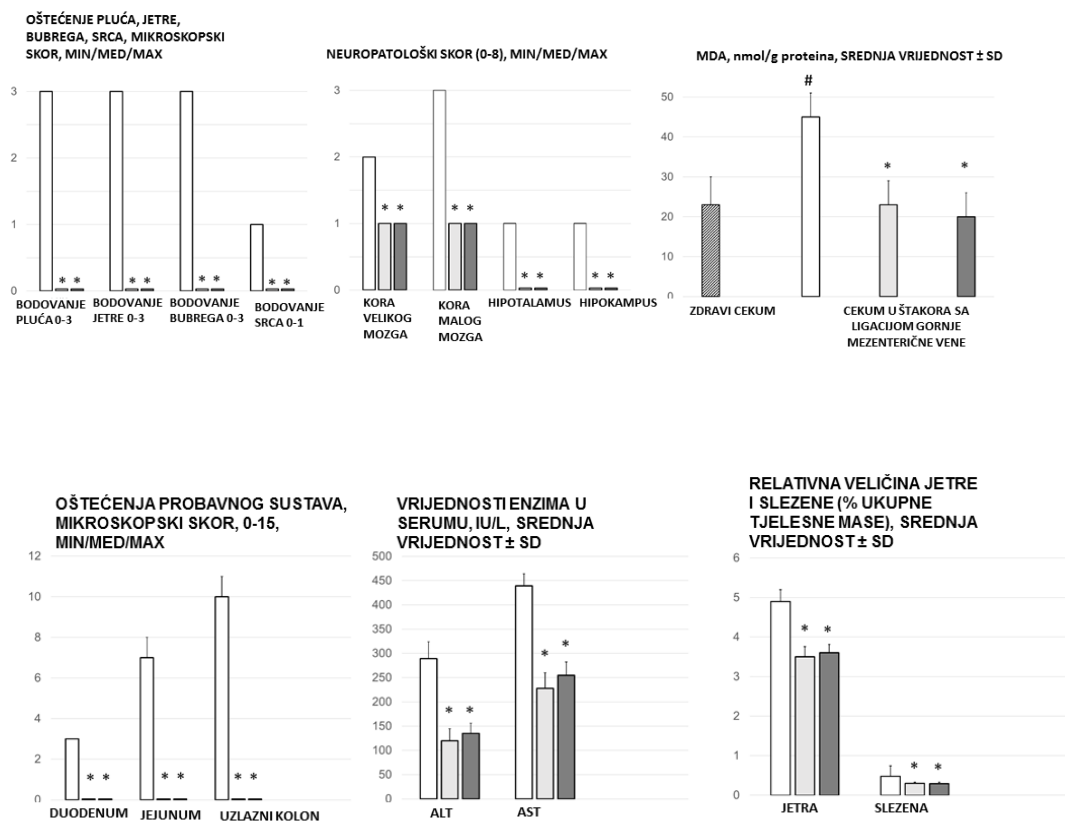 OŠTEĆENJE PLUĆA, JETRE,
BUBREGA, SRCA, MIKROSKOPSKI
SKOR, MIN/MED/MAX
3
2
1
0
* *
* *
* *
* *
BODOVANJE
PLUĆA 0-3
BODOVANJE
JETRE 0-3
BODOVANJE
BUBREGA 0-3
BODOVANJE
SRCA 0-1
NEUROPATOLOŠKI SKOR (0-8), MIN/MED/MAX
3
2
1
0
* *
* *
* *
* *
KORA
VELIKOG
MOZGA
KORA
MALOG
MOZGA
HIPOTALAMUS
HIPOKAMPUS
MDA, nmol/g proteina, SREDNJA VRIJEDNOST ± SD
50
40
30
20
10
0
#
*
*
ZDRAVI CEKUM
CEKUM U ŠTAKORA SA
LIGACIJOM GORNJE
MEZENTERIČNE VENE
OŠTEĆENJA PROBAVNOG SUSTAVA,
MIKROSKOPSKI SKOR, 0-15,
MIN/MED/MAX
12
10
8
6
4
2
0
* *
* *
* *
DUODENUM
JEJUNUM
UZLAZNI KOLON
VRIJEDNOSTI ENZIMA U
SERUMU, IU/L, SREDNJA
VRIJEDNOST ± SD
500
450
400
350
300
250
200
150
100
50
0
* *
* *
ALT
AST
RELATIVNA VELIČINA JETRE
I SLEZENE (% UKUPNE
TJELESNE MASE), SREDNJA
VRIJEDNOST ± SD
6
5
4
3
2
1
0
* *
* *
JETRA
SLEZENA